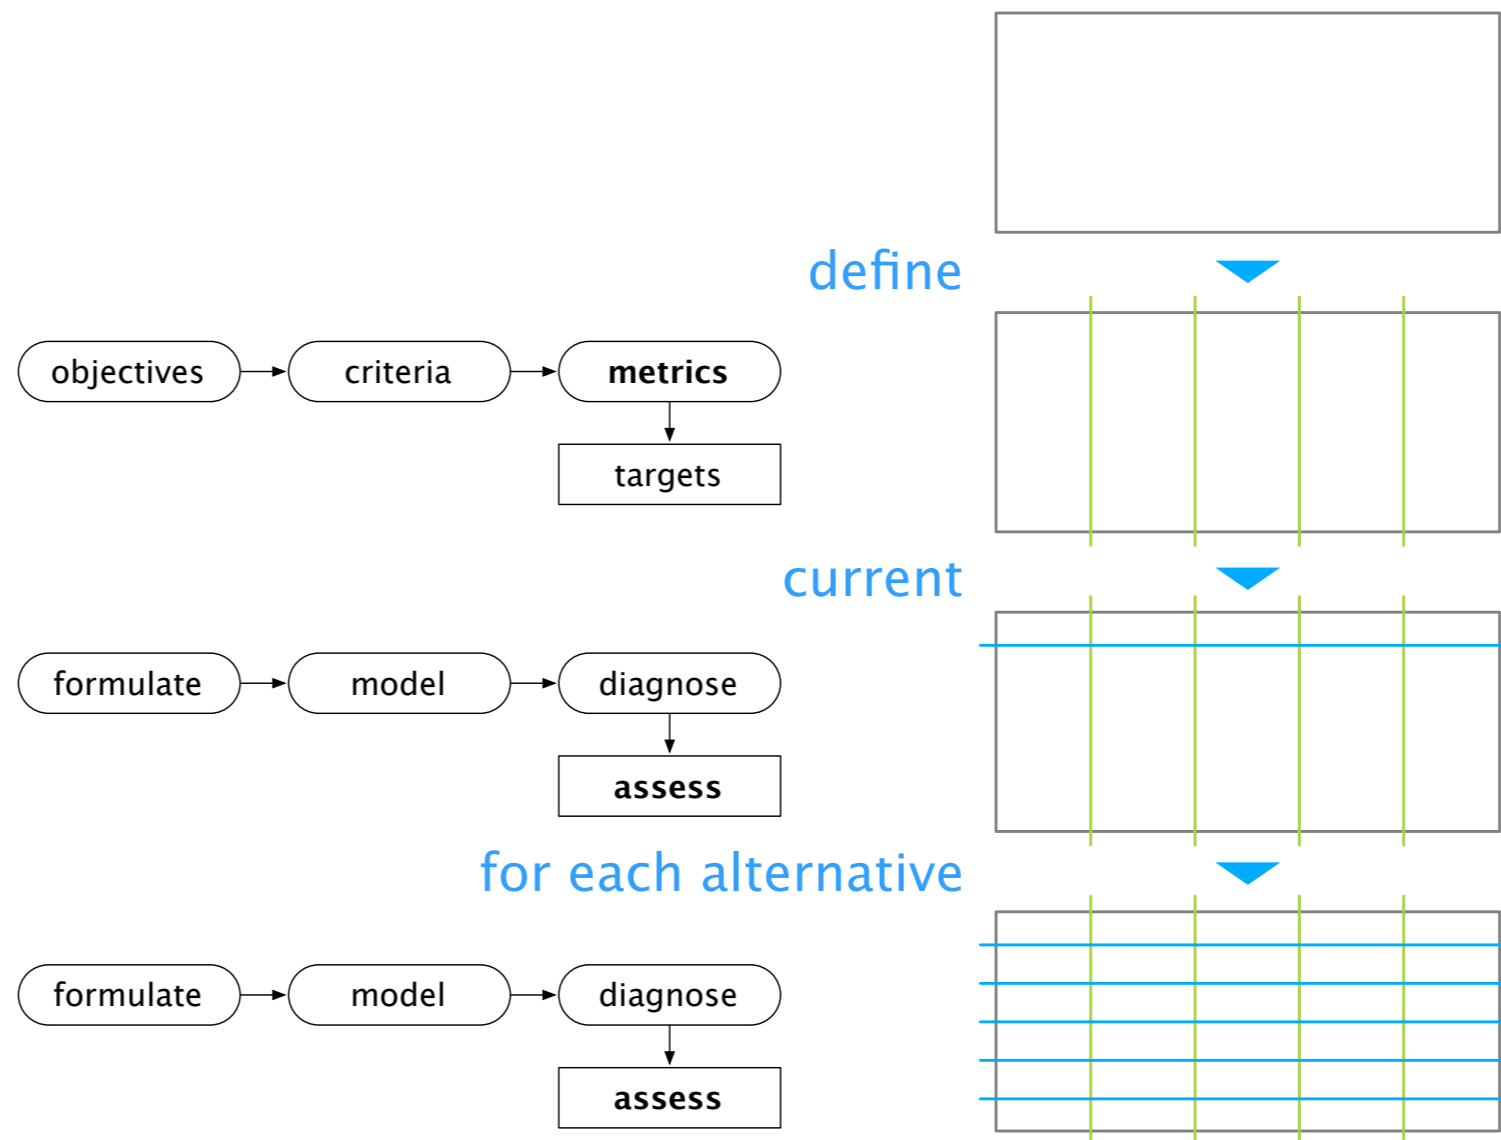 define
objectives
criteria
metrics
targets
current
formulate
model
diagnose
assess
for each alternative
formulate
model
diagnose
assess